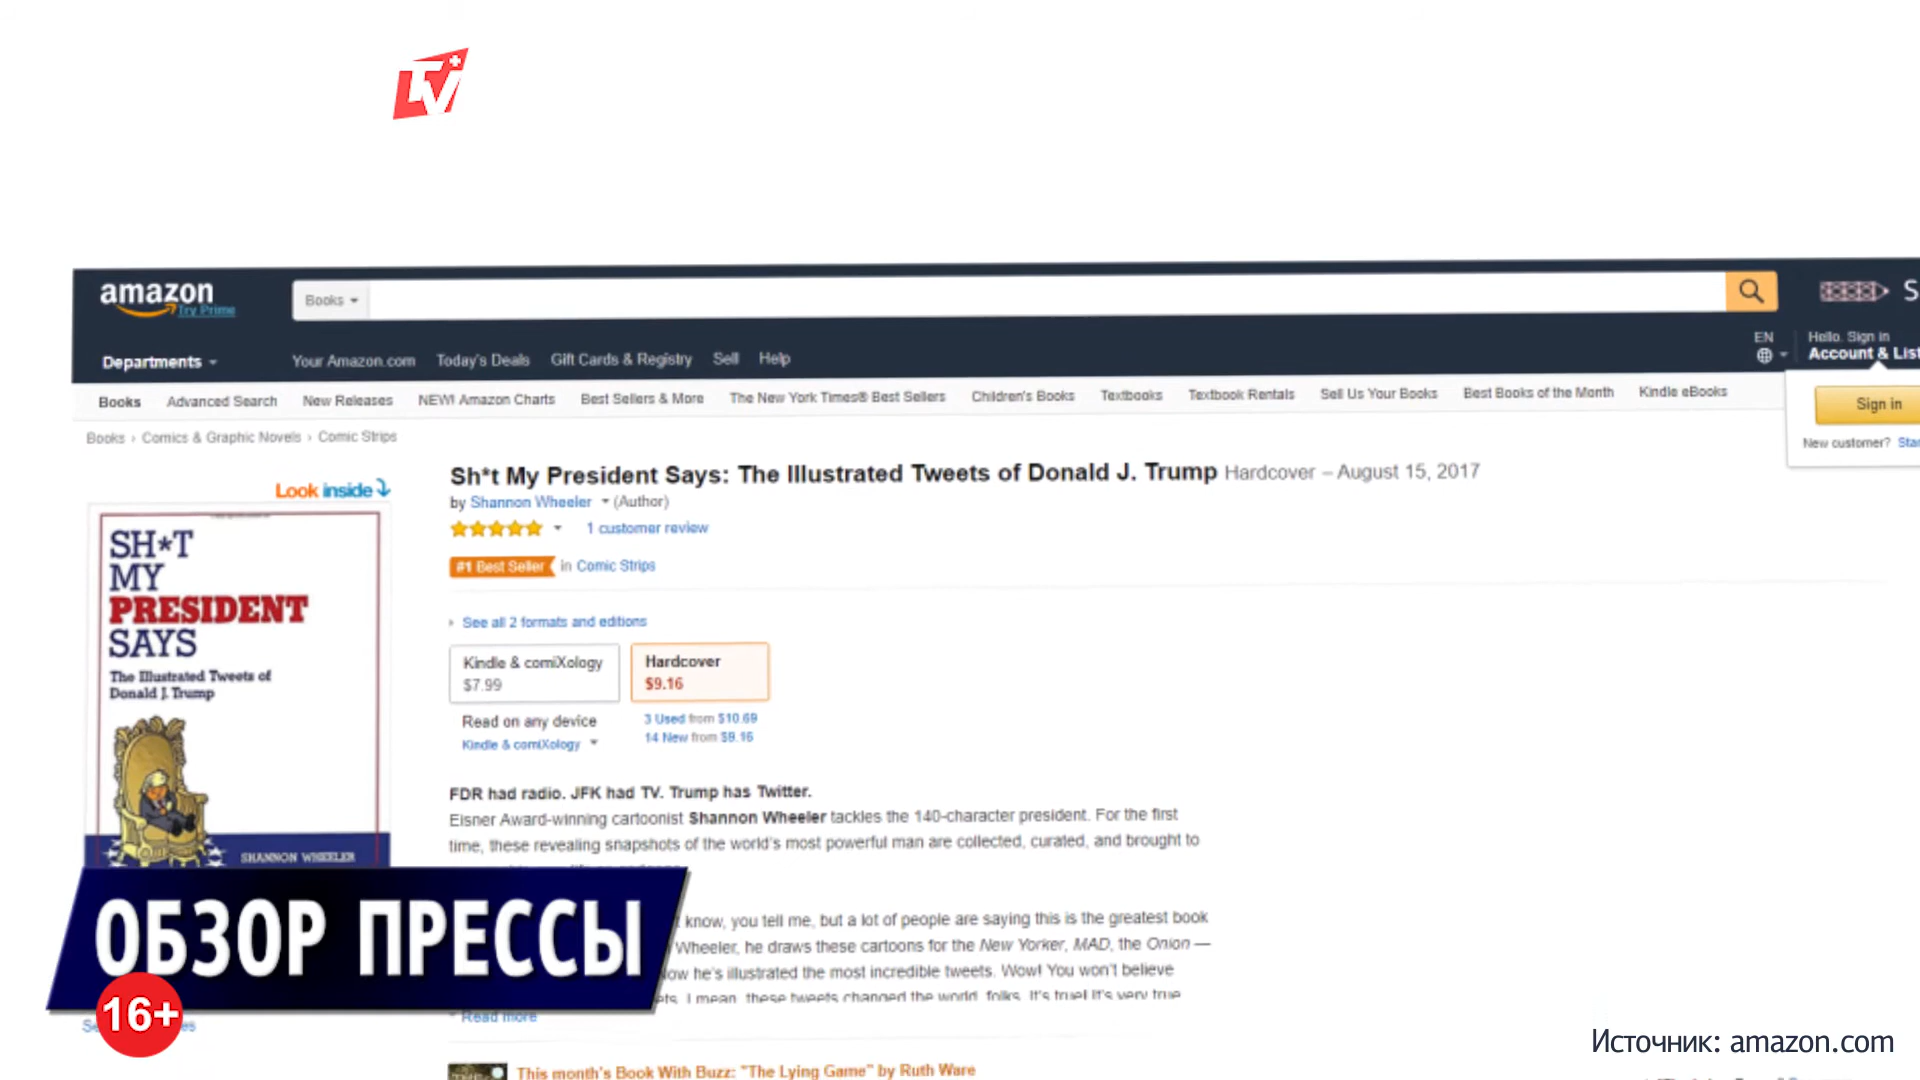 TV+
amazon
Try Prime
Books
Departments
Your Amazon.com Today's Deals Gift Cards & Registry Sell Help
EN
Hello. Sign in
Account & List
Sign in
New customer? Star
Books Advanced Search New Releases NEW! Amazon Charts Best Sellers & More The New York Times® Best Sellers Children's Books Textbooks Textbook Rentals Sell Us Your Books Best Books of the Month Kindle eBooks
Books › Comics & Graphic Novels › Comic Strips
Look inside
SH*T
MY
PRESIDENT
SAYS
The Illustrated Tweets of
Donald J. Trump
SHANNON WHEELER
Sh*t My President Says: The Illustrated Tweets of Donald J. Trump Hardcover – August 15, 2017
by Shannon Wheeler (Author)
1 customer review
#1 Best Seller in Comic Strips
See all 2 formats and editions
Kindle & comiXology
$7.99
Hardcover
$9.16
Read on any device
Kindle & comiXology
3 Used from $10.69
14 New from $9.16
FDR had radio. JFK had TV. Trump has Twitter.
Eisner Award-winning cartoonist Shannon Wheeler tackles the 140-character president. For the first
time, these revealing snapshots of the world's most powerful man are collected, curated, and brought to
know, you tell me, but a lot of people are saying this is the greatest book
Wheeler, he draws these cartoons for the New Yorker, MAD, the Onion —
he's illustrated the most incredible tweets. Wow! You won't believe
I mean, these tweets changed the world, folks. It's true! It's very true
Read more
This month's Book With Buzz: "The Lying Game" by Ruth Ware
ОБЗОР ПРЕССЫ
16+
Источник: amazon.com